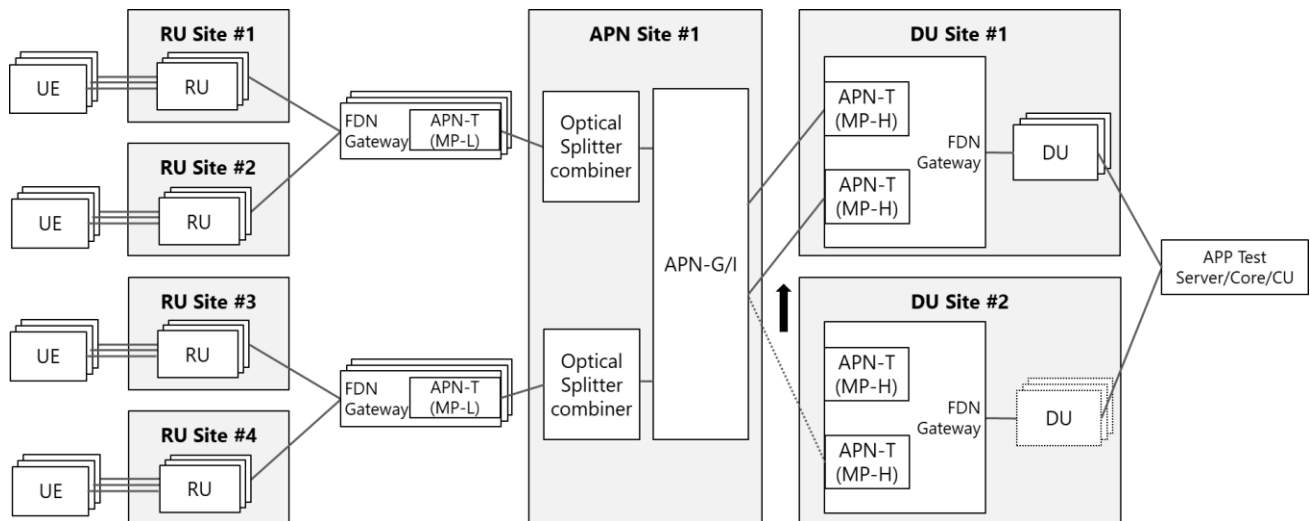 RU Site #1
UE
RU
RU Site #2
UE
RU
RU Site #3
UE
RU
RU Site #4
UE
RU
FDN
Gateway
APN-T
(MP-L)
FDN
Gateway
APN-T
(MP-L)
APN Site #1
Optical
Splitter
combiner
Optical
Splitter
combiner
APN-G/I
DU Site #1
APN-T
(MP-H)
APN-T
(MP-H)
FDN
Gateway
DU
DU Site #2
APN-T
(MP-H)
APN-T
(MP-H)
FDN
Gateway
DU
APP Test
Server/Core/CU